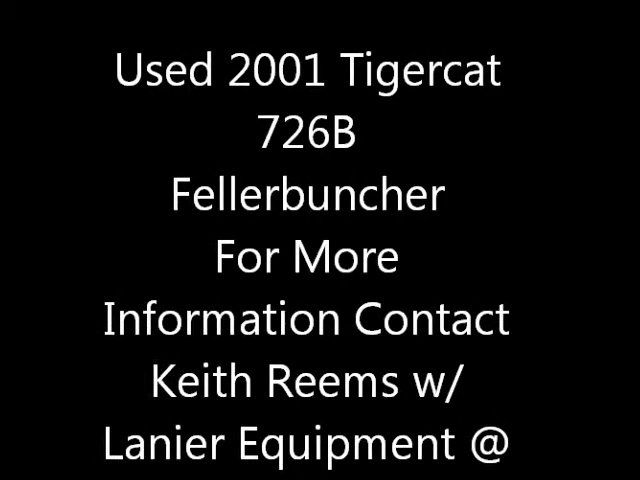 Used 2001 Tigercat
726B
Fellerbuncher
For More
Information Contact
Keith Reems w/
Lanier Equipment @